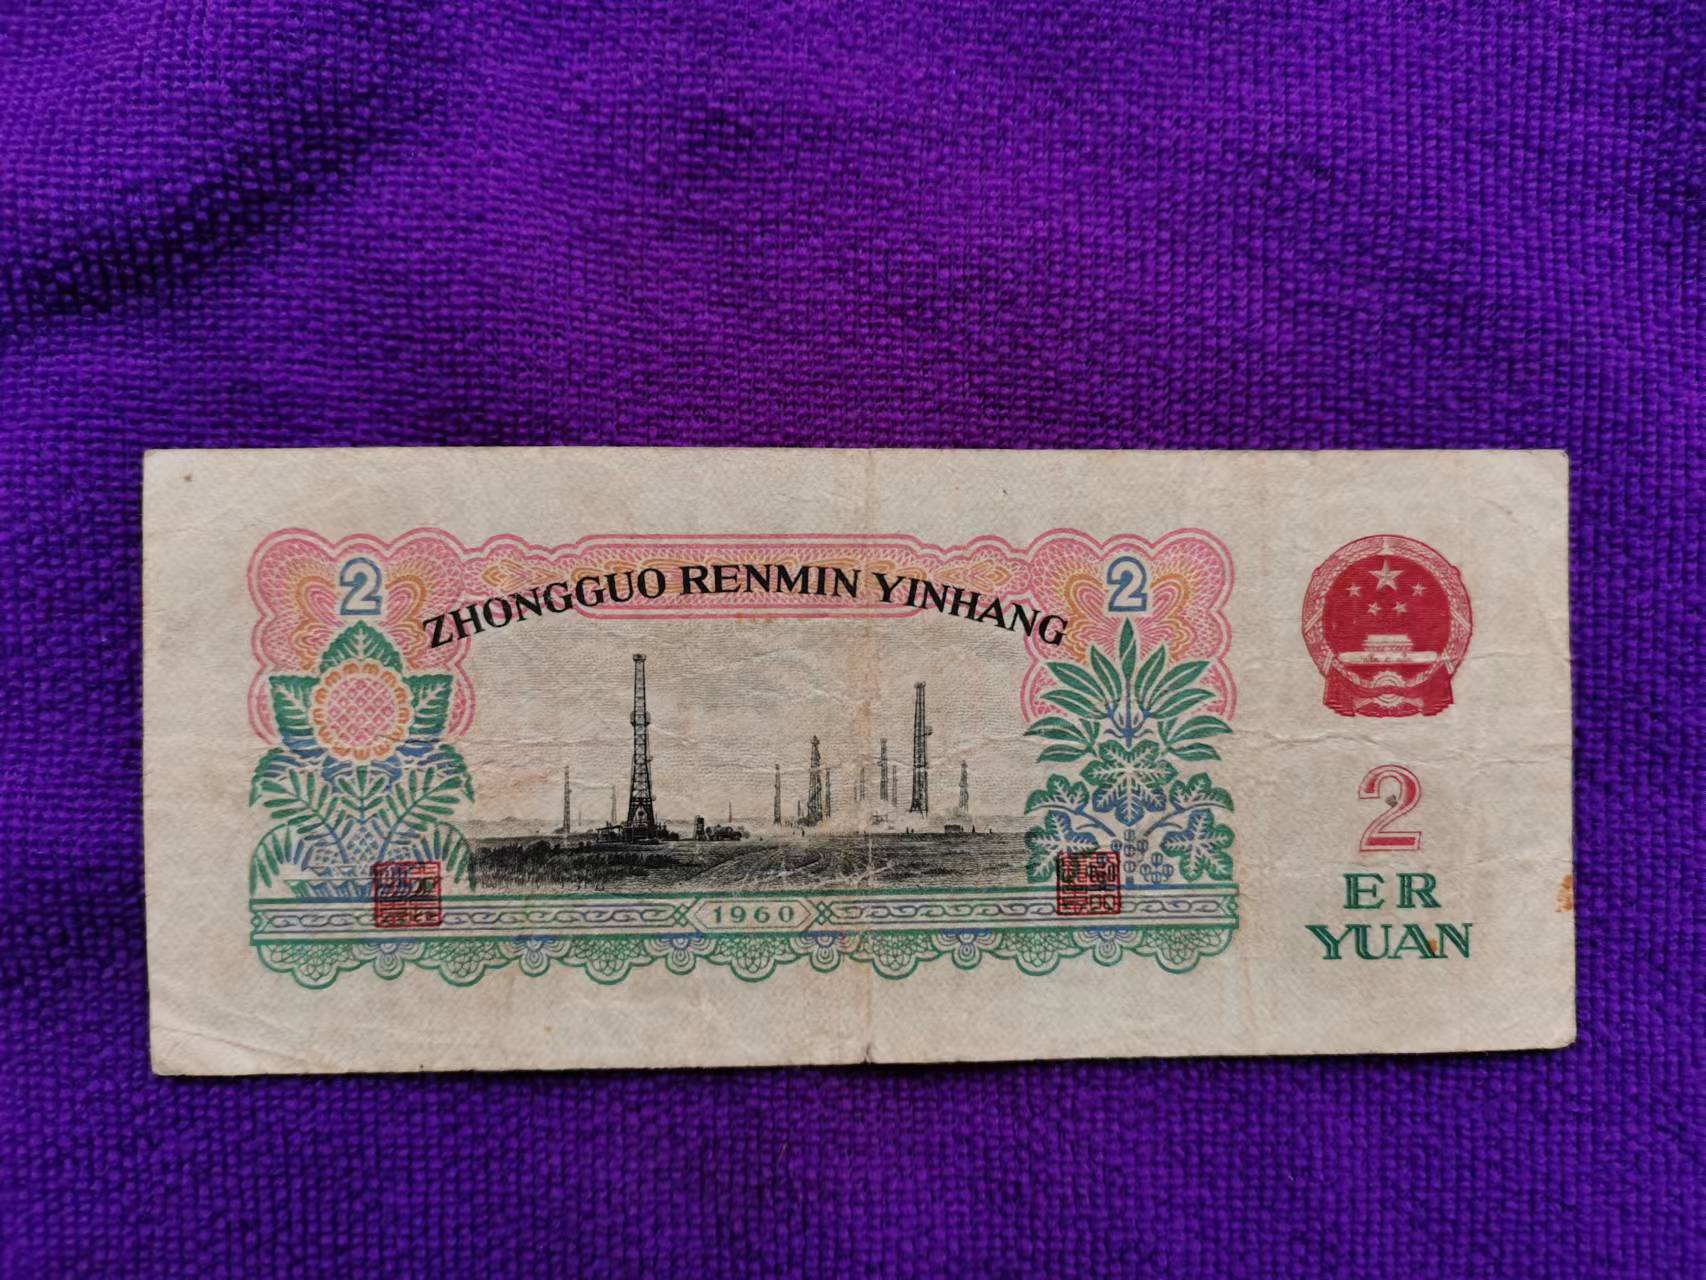 2
ZHONGGUO RENMIN YINHANG
2
1960
2
ER
YUAN